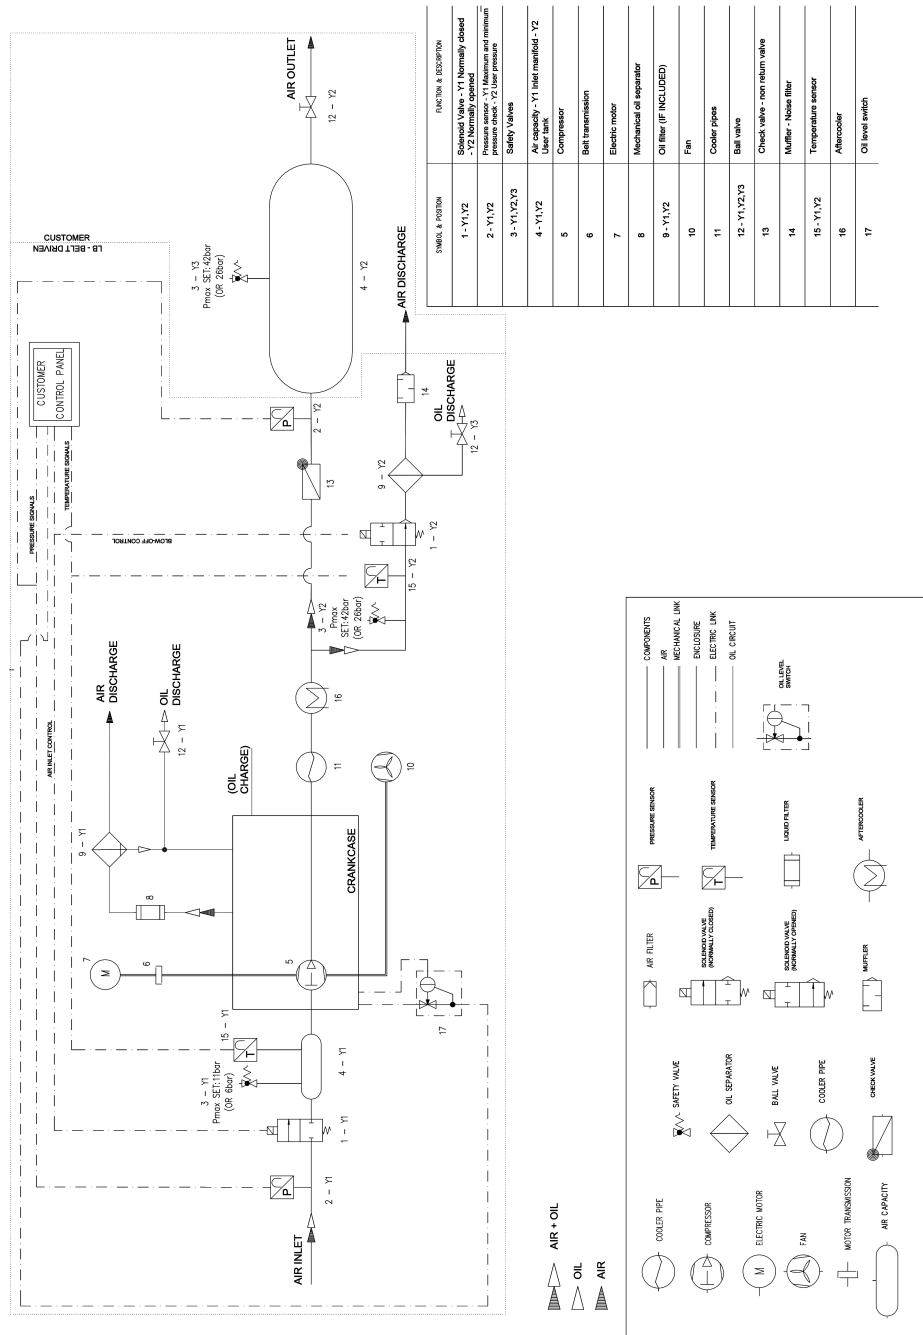 CUSTOMER
LB - BELT DRIVEN
CUSTOMER
CONTROL PANEL
PRESSURE SIGNALS
TEMPERATURE SIGNALS
AIR INLET CONTROL
BLOW-OFF CONTROL
AIR INLET
2 - Y1
P
1 - Y1
3 - Y1
Pmax SET:11bar
(OR 6bar)
15 - Y1
T
4 - Y1
17
7
M
6
5
8
9 - Y1
AIR
DISCHARGE
OIL
DISCHARGE
12 - Y1
(OIL
CHARGE)
CRANKCASE
11
10
16
3 - Y2
Pmax
SET:42bar
(OR 26bar)
T
15 - Y2
1 - Y2
13
P
2 - Y2
9 - Y2
14
OIL
DISCHARGE
12 - Y3
AIR DISCHARGE
3 - Y3
Pmax SET:42bar
(OR 26bar)
4 - Y2
12 - Y2
AIR OUTLET
SYMBOL & POSITION
FUNCTION & DESCRIPTION
1 - Y1,Y2
Solenoid Valve - Y1 Normally closed
- Y2 Normally opened
2 - Y1,Y2
Pressure sensor - Y1 Maximum and minimum
pressure check - Y2 User pressure
3 - Y1,Y2,Y3
Safety Valves
4 - Y1,Y2
Air capacity - Y1 Inlet manifold - Y2
User tank
5
Compressor
6
Belt transmission
7
Electric motor
8
Mechanical oil separator
9 - Y1,Y2
Oil filter (IF INCLUDED)
10
Fan
11
Cooler pipes
12 - Y1,Y2,Y3
Ball valve
13
Check valve - non return valve
14
Muffler - Noise filter
15 - Y1,Y2
Temperature sensor
16
Aftercooler
17
Oil level switch
AIR + OIL
OIL
AIR
COOLER PIPE
COMPRESSOR
M
ELECTRIC MOTOR
FAN
MOTOR TRANSMISSION
AIR CAPACITY
SAFETY VALVE
OIL SEPARATOR
BALL VALVE
COOLER PIPE
CHECK VALVE
AIR FILTER
SOLENOID VALVE
(NORMALLY CLOSED)
SOLENOID VALVE
(NORMALLY OPENED)
MUFFLER
P
PRESSURE SENSOR
T
TEMPERATURE SENSOR
LIQUID FILTER
AFTERCOOLER
COMPONENTS
AIR
MECHANICAL LINK
ENCLOSURE
ELECTRIC LINK
OIL CIRCUIT
OIL LEVEL
SWITCH